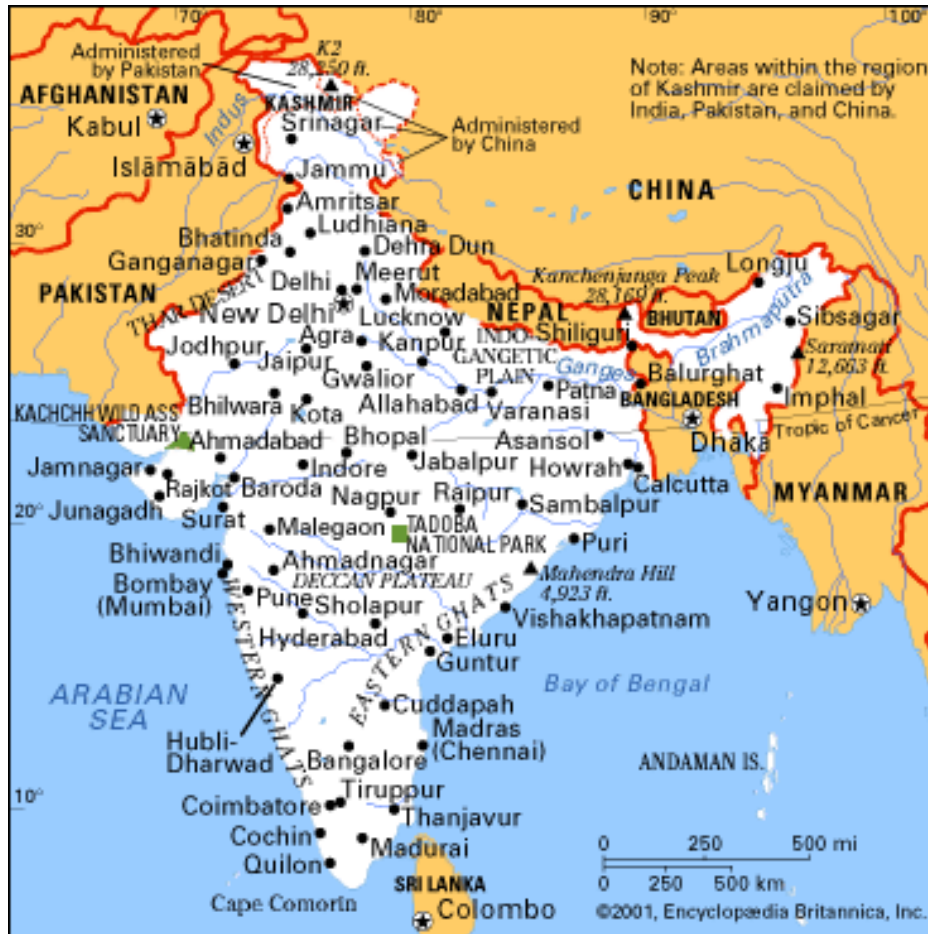 70°
90°
100°
Administered
by Pakistan
K2
28,250 ft.
Note: Areas within the region
of Kashmir are claimed by
India, Pakistan, and China.
AFGHANISTAN
Kabul
Indus
KASHMIR
Srinagar
Administered
by China
Islāmābād
Jammu
CHINA
Amritsar
Ludhiana
30°
Bhatinda
Dehra Dun
Ganganagar
Meerut
Kanchenjunga Peak
28,169 ft.
Longju
PAKISTAN
THAR DESERT
Delhi
Moradabad
New Delhi
Lucknow
NEPAL
BHUTAN
Brahmaputra
Sibsagar
Agra
Kanpur
INDO-
GANGETIC
PLAIN
Shiliguri
Saramati
12,663 ft.
Jodhpur
Jaipur
Gwalior
Ganges
Balurghat
Bhilwara
Kota
Allahabad
Varanasi
Patna
BANGLADESH
Imphal
KACHCHH WILD ASS
SANCTUARY
Tropic of Cancer
Ahmadabad
Bhopal
Asansol
Dhaka
Jamnagar
Indore
Jabalpur
Howrah
Rajkot
Baroda
Calcutta
Nagpur
Raipur
Sambalpur
MYANMAR
Junagadh
Surat
20°
Malegaon
TADOBA
NATIONAL PARK
Puri
Bhiwandi
Ahmadnagar
DECCAN PLATEAU
Mahendra Hill
4,923 ft.
Bombay
(Mumbai)
Pune
Sholapur
Vishakhapatnam
Yangon
WESTERN GHATS
EASTERN GHATS
Hyderabad
Eluru
Guntur
ARABIAN
SEA
Bay of Bengal
Cuddapah
Hubli-
Dharwad
Madras
(Chennai)
Bangalore
ANDAMAN IS.
Tiruppur
10°
Coimbatore
Thanjavur
Cochin
Madurai
0 250 500 mi
Quilon
0 250 500 km
SRI LANKA
Cape Comorin
Colombo
©2001, Encyclopædia Britannica, Inc.